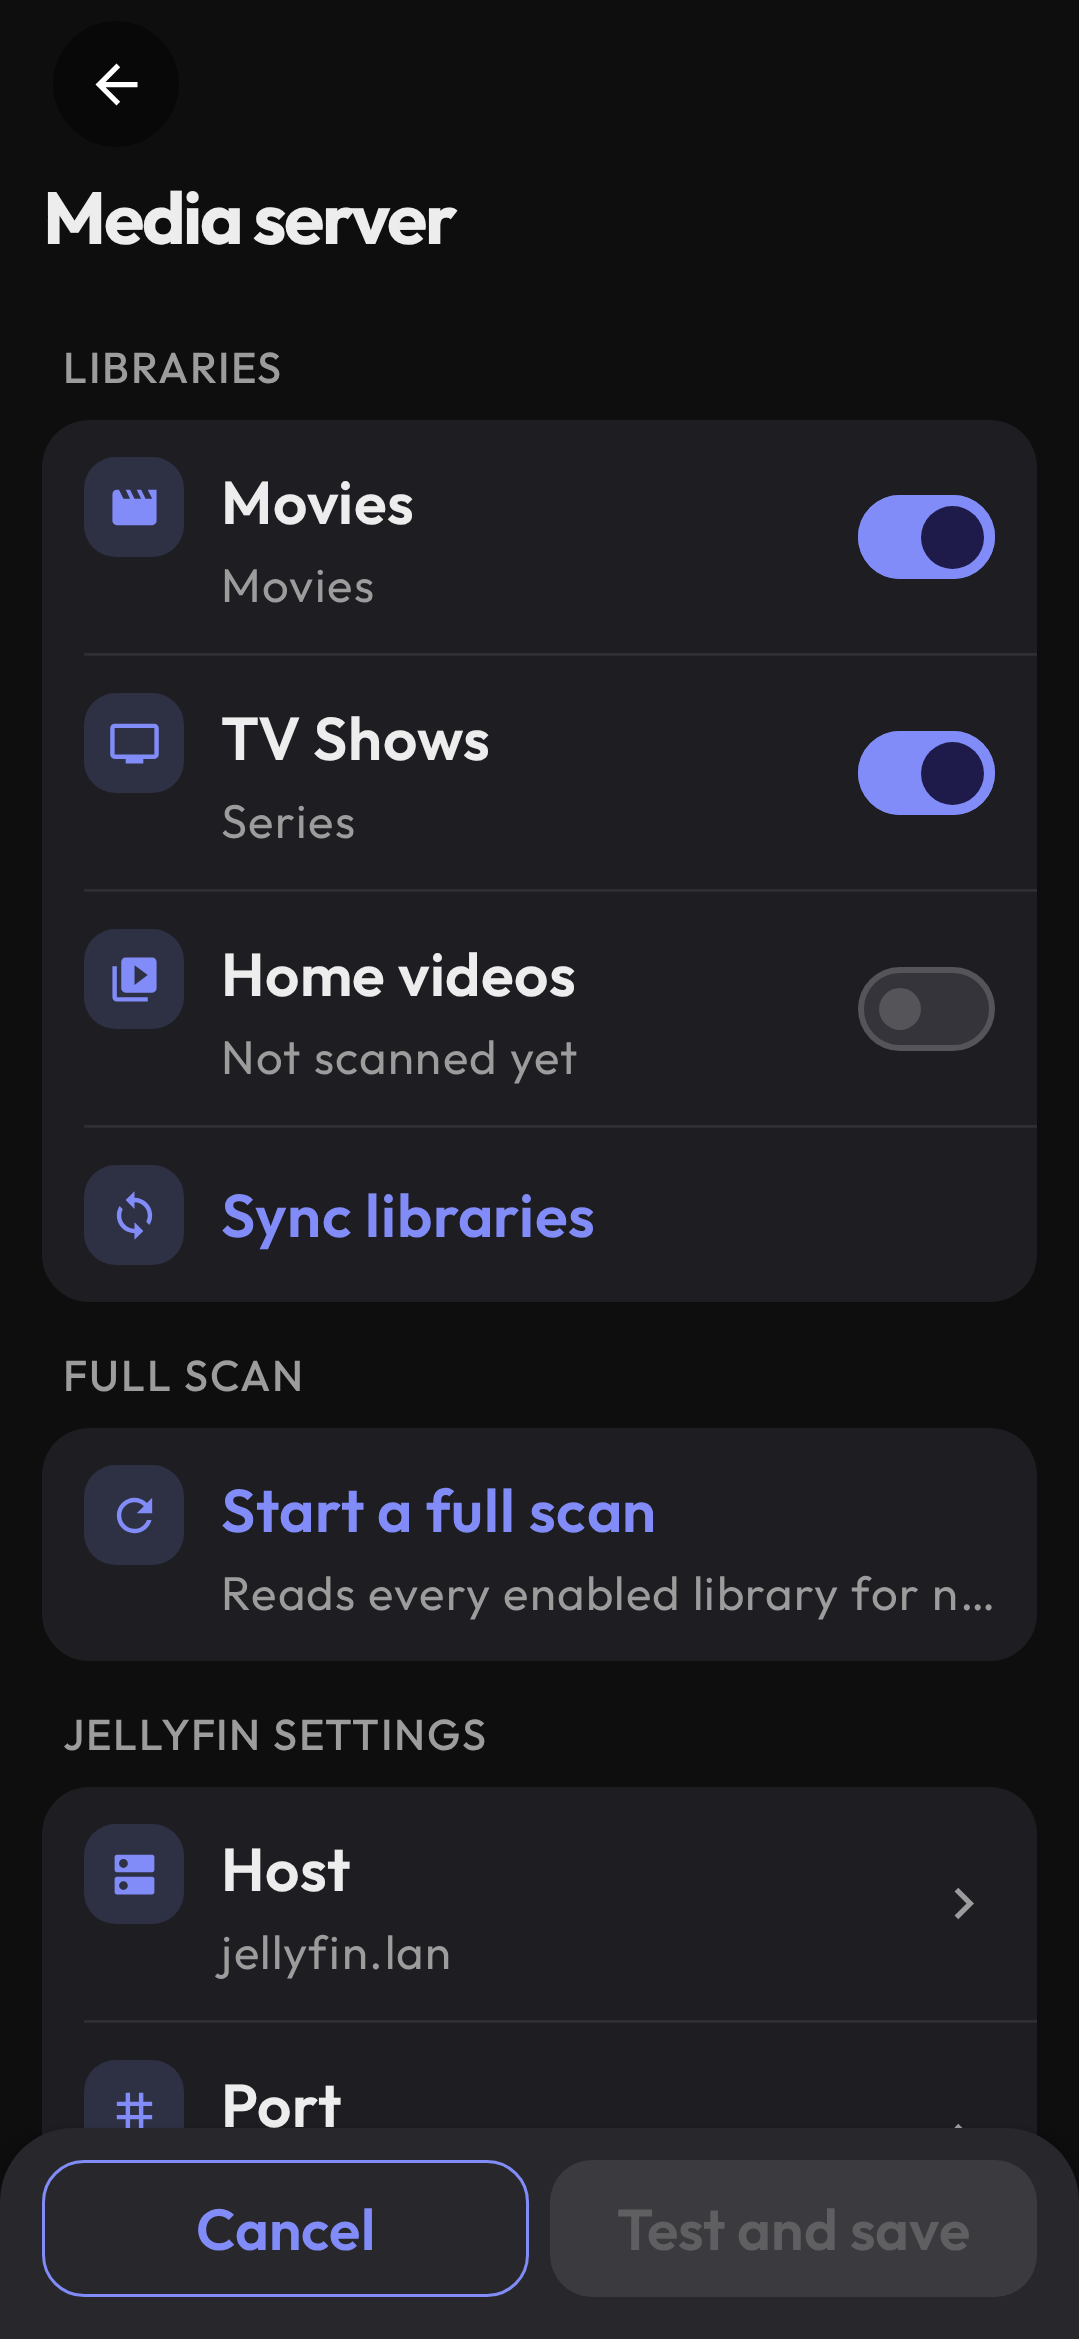 Media server
LIBRARIES
Movies
Movies
TV Shows
Series
Home videos
Not scanned yet
Sync libraries
FULL SCAN
Start a full scan
Reads every enabled library for n…
JELLYFIN SETTINGS
Host
jellyfin.lan
Port
Cancel
Test and save